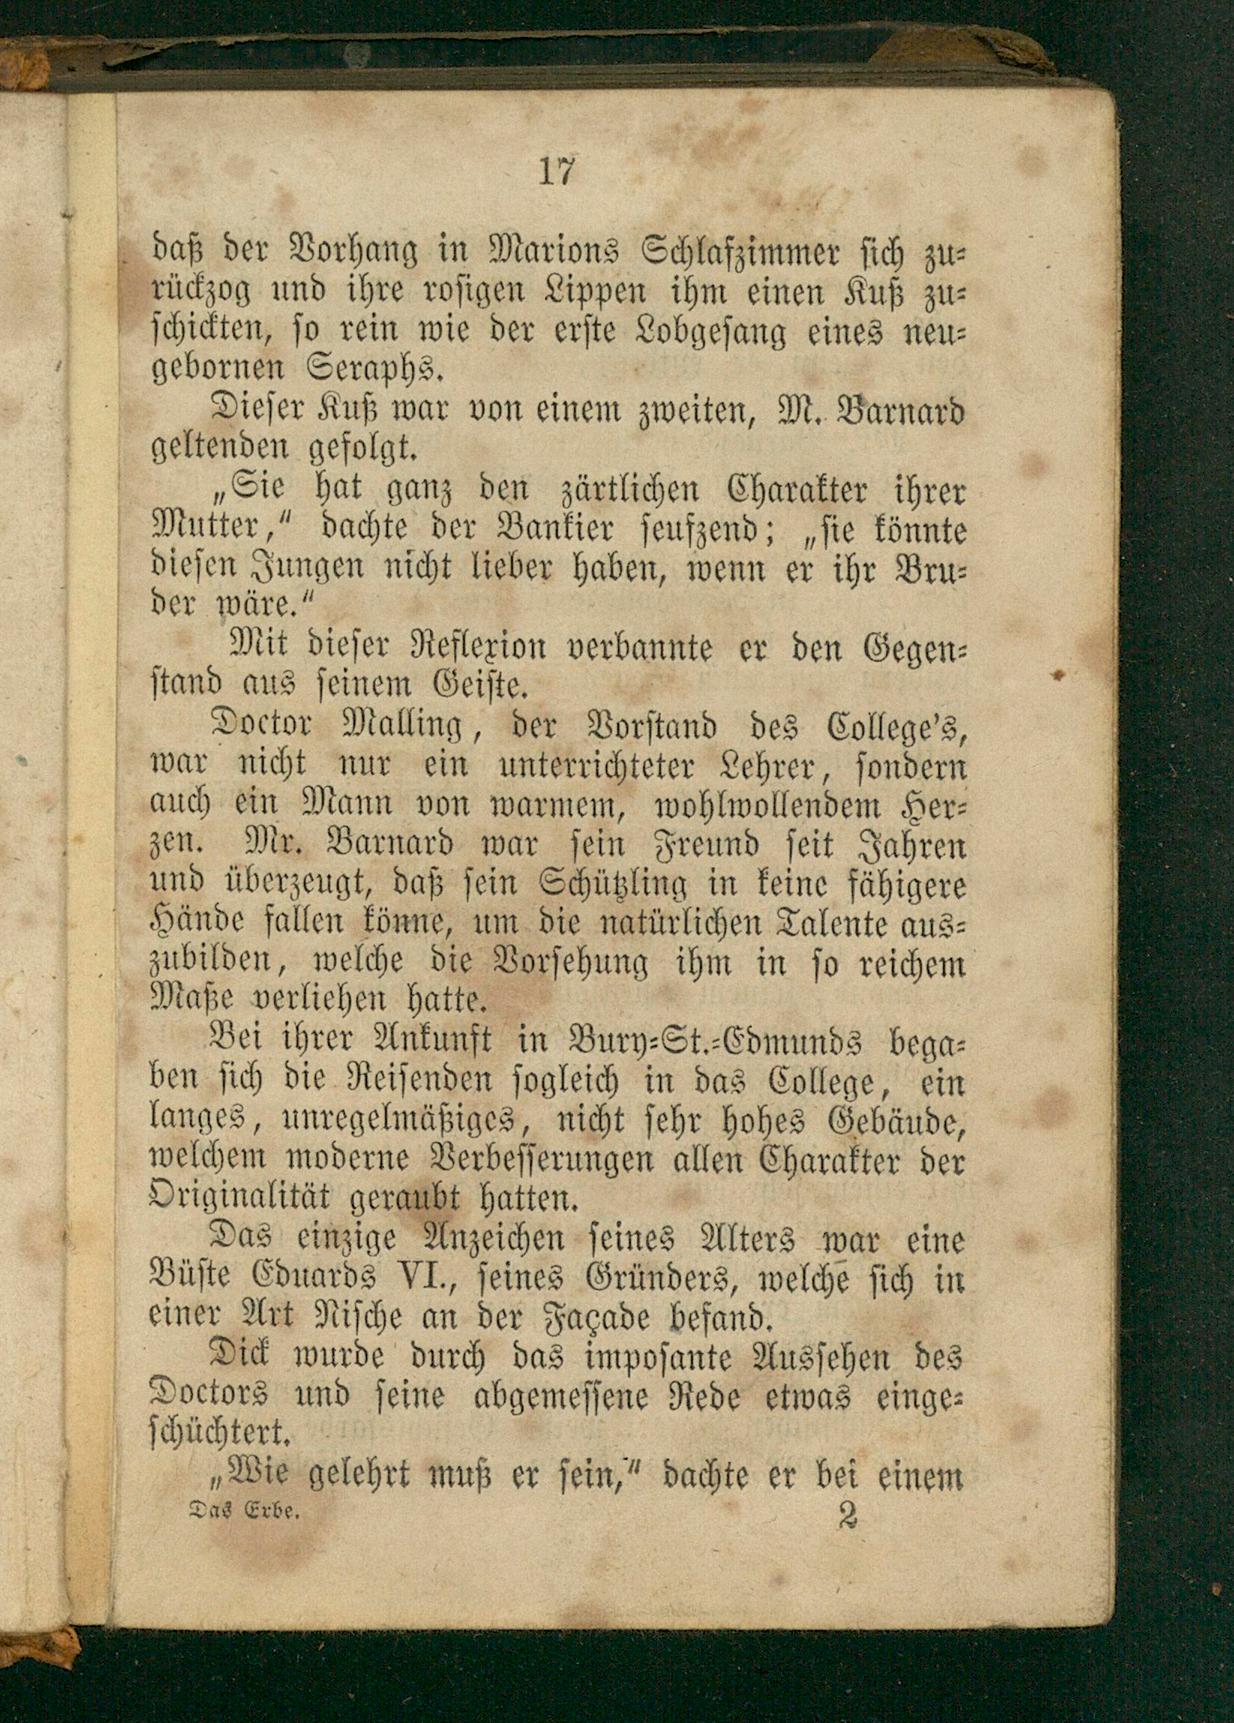 17
daß der Vorhang in Marions Schlafzimmer sich zu-
rückzog und ihre rosigen Lippen ihm einen Kuß zu-
schickten, so rein wie der erste Lobgesang eines neu-
gebornen Seraphs.
Dieser Kuß war von einem zweiten, M. Barnard
geltenden gefolgt.
„Sie hat ganz den zärtlichen Charakter ihrer
Mutter,“ dachte der Bankier seufzend; „sie könnte
diesen Jungen nicht lieber haben, wenn er ihr Bru-
der wäre.“
Mit dieser Reflexion verbannte er den Gegen-
stand aus seinem Geiste.
Doctor Malling, der Vorstand des College's,
war nicht nur ein unterrichteter Lehrer, sondern
auch ein Mann von warmem, wohlwollendem Her-
zen. Mr. Barnard war sein Freund seit Jahren
und überzeugt, daß sein Schützling in keine fähigere
Hände fallen könne, um die natürlichen Talente aus-
zubilden, welche die Vorsehung ihm in so reichem
Maße verliehen hatte.
Bei ihrer Ankunft in Bury-St.-Edmunds bega-
ben sich die Reisenden sogleich in das College, ein
langes, unregelmäßiges, nicht sehr hohes Gebäude,
welchem moderne Verbesserungen allen Charakter der
Originalität geraubt hatten.
Das einzige Anzeichen seines Alters war eine
Büste Eduards VI., seines Gründers, welche sich in
einer Art Nische an der Façade befand.
Dick wurde durch das imposante Aussehen des
Doctors und seine abgemessene Rede etwas einge-
schüchtert.
„Wie gelehrt muß er sein,“ dachte er bei einem
Das Erbe. 2